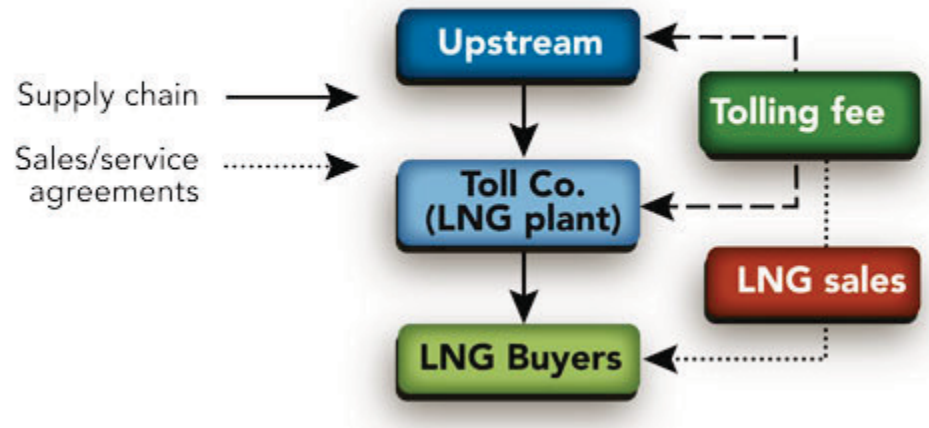 Upstream
Supply chain
Tolling fee
Sales/service
agreements
Toll Co.
(LNG plant)
LNG sales
LNG Buyers